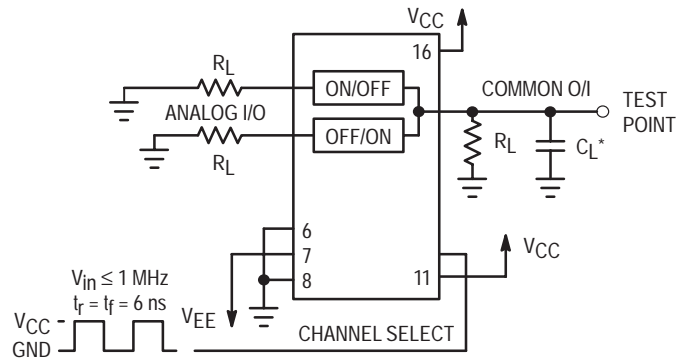 VCC
16
RL
ON/OFF
COMMON O/I
TEST
POINT
ANALOG I/O
OFF/ON
RL
RL
CL*
6
7
8
11
VCC
Vin ≤ 1 MHz
tr = tf = 6 ns
VEE
VCC
GND
CHANNEL SELECT